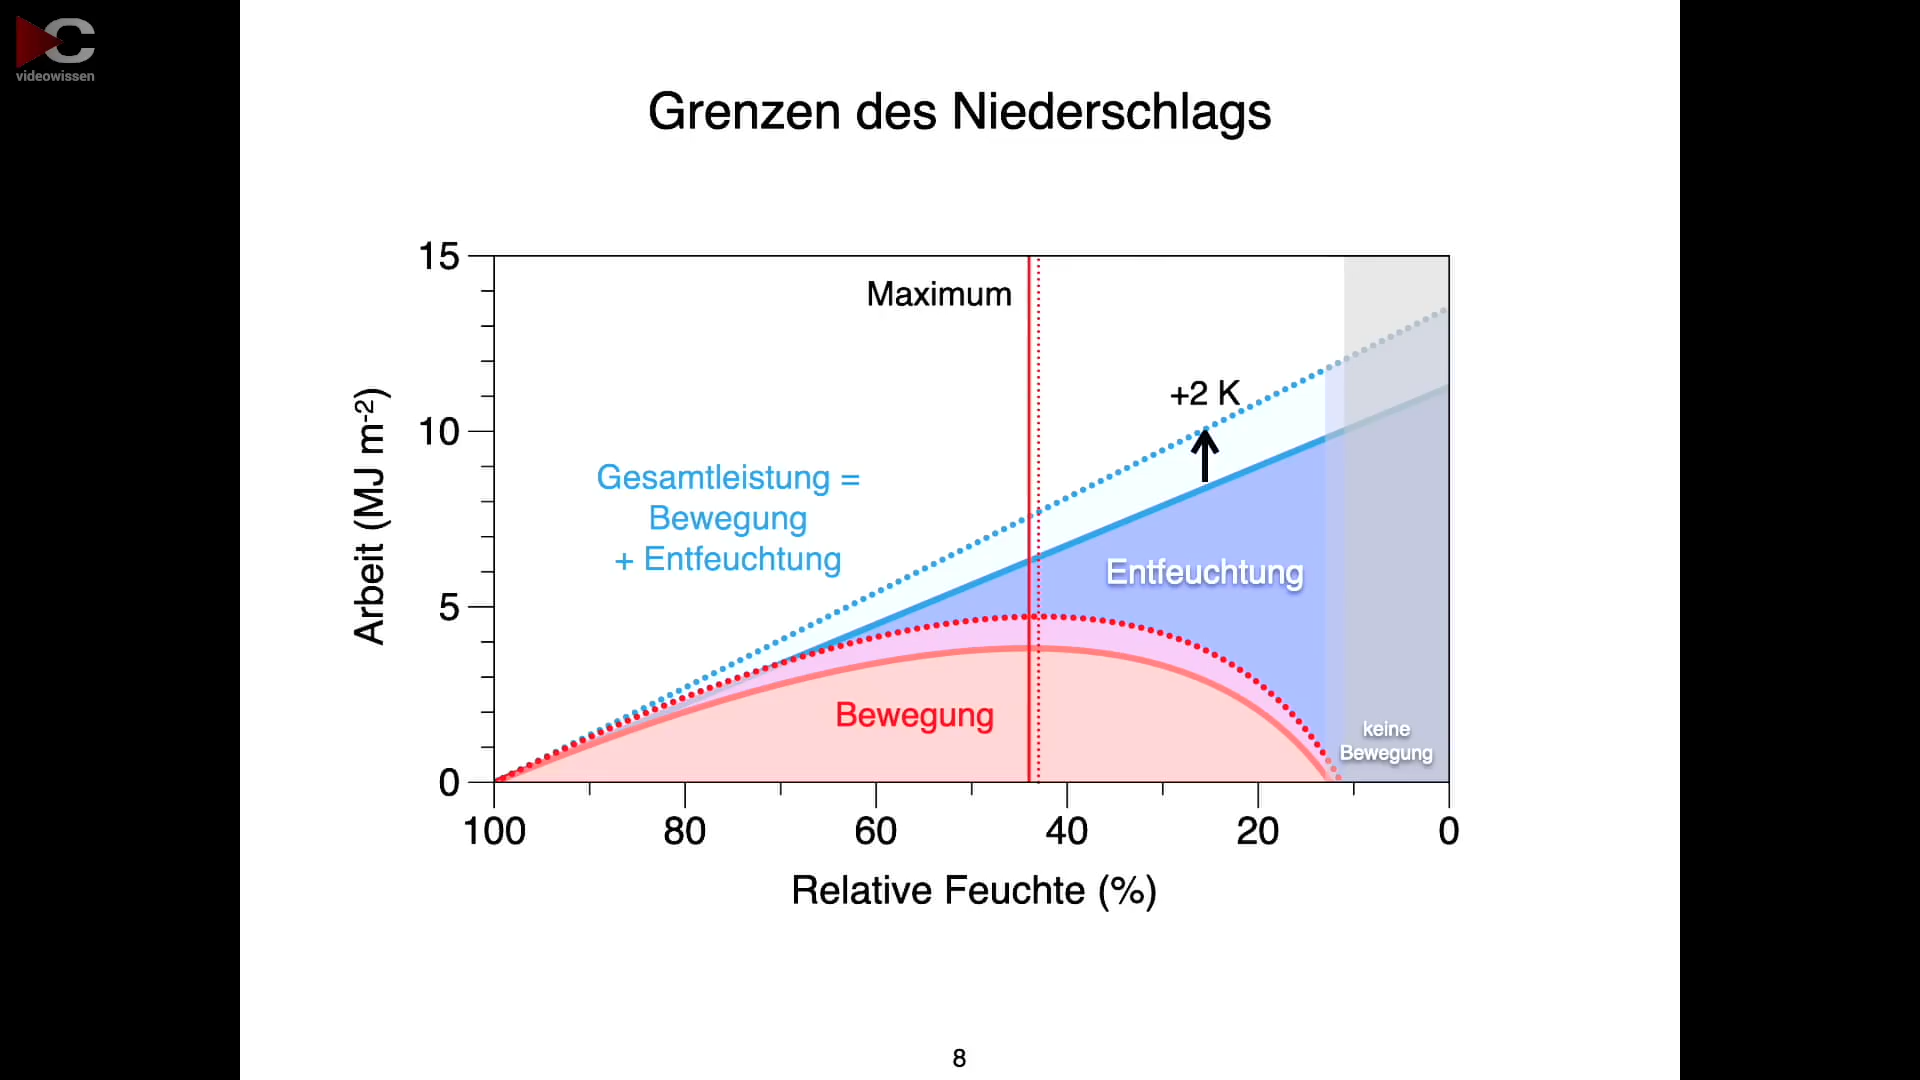 C
videowissen
Grenzen des Niederschlags
15
Maximum
+2 K
10
Gesamtleistung =
Bewegung
+ Entfeuchtung
Entfeuchtung
Arbeit (MJ m⁻²)
5
Bewegung
keine
Bewegung
0
100 80 60 40 20 0
Relative Feuchte (%)
8